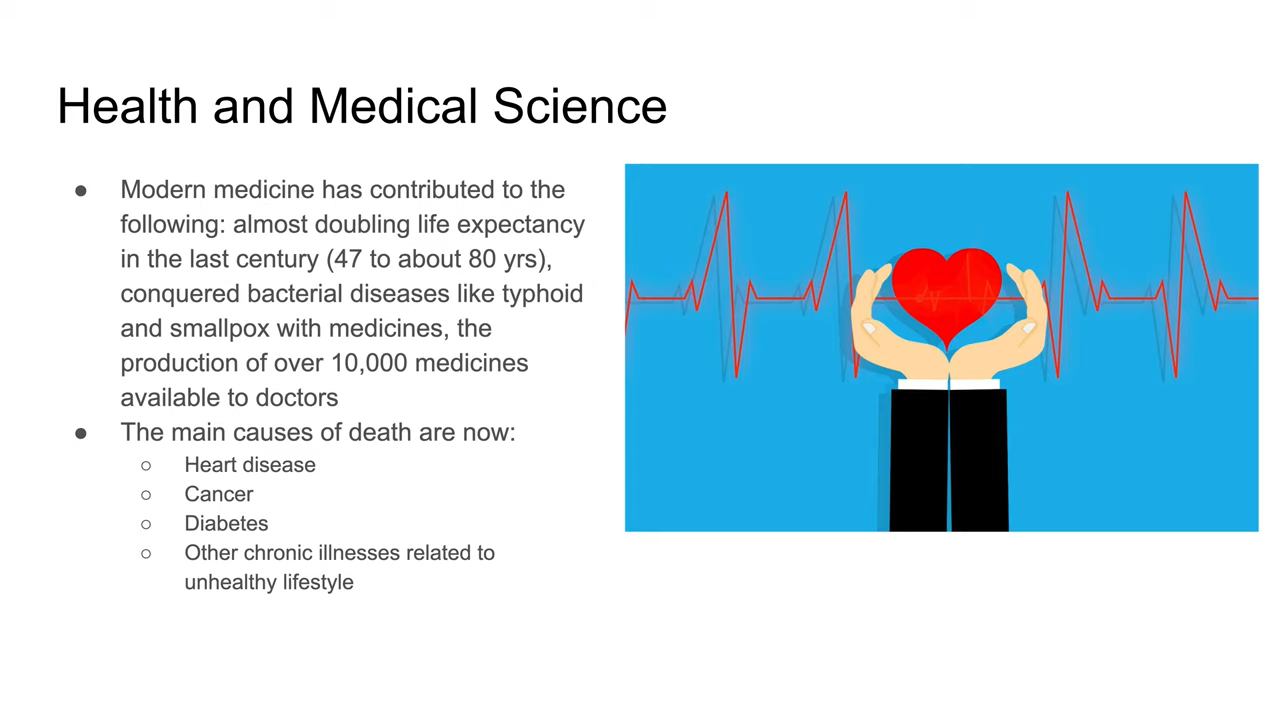 Health and Medical Science
● Modern medicine has contributed to the
following: almost doubling life expectancy
in the last century (47 to about 80 yrs),
conquered bacterial diseases like typhoid
and smallpox with medicines, the
production of over 10,000 medicines
available to doctors
● The main causes of death are now:
○ Heart disease
○ Cancer
○ Diabetes
○ Other chronic illnesses related to
unhealthy lifestyle